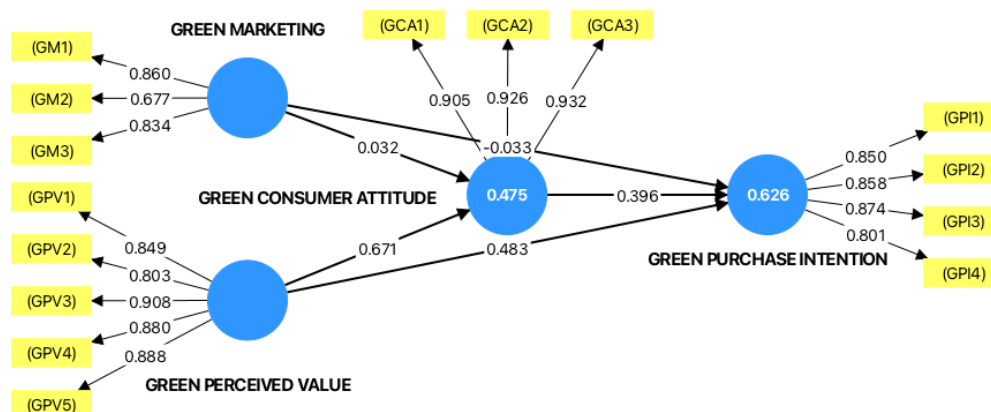 GREEN MARKETING
(GCA1)
(GCA2)
(GCA3)
(GM1)
(GM2)
(GM3)
0.860
0.677
0.834
0.905
0.926
0.932
-0.033
0.032
(GPV1)
(GPV2)
(GPV3)
(GPV4)
(GPV5)
0.849
0.803
0.908
0.880
0.888
GREEN CONSUMER ATTITUDE
0.475
0.396
0.671
0.483
0.626
GREEN PERCEIVED VALUE
GREEN PURCHASE INTENTION
0.850
0.858
0.874
0.801
(GPI1)
(GPI2)
(GPI3)
(GPI4)